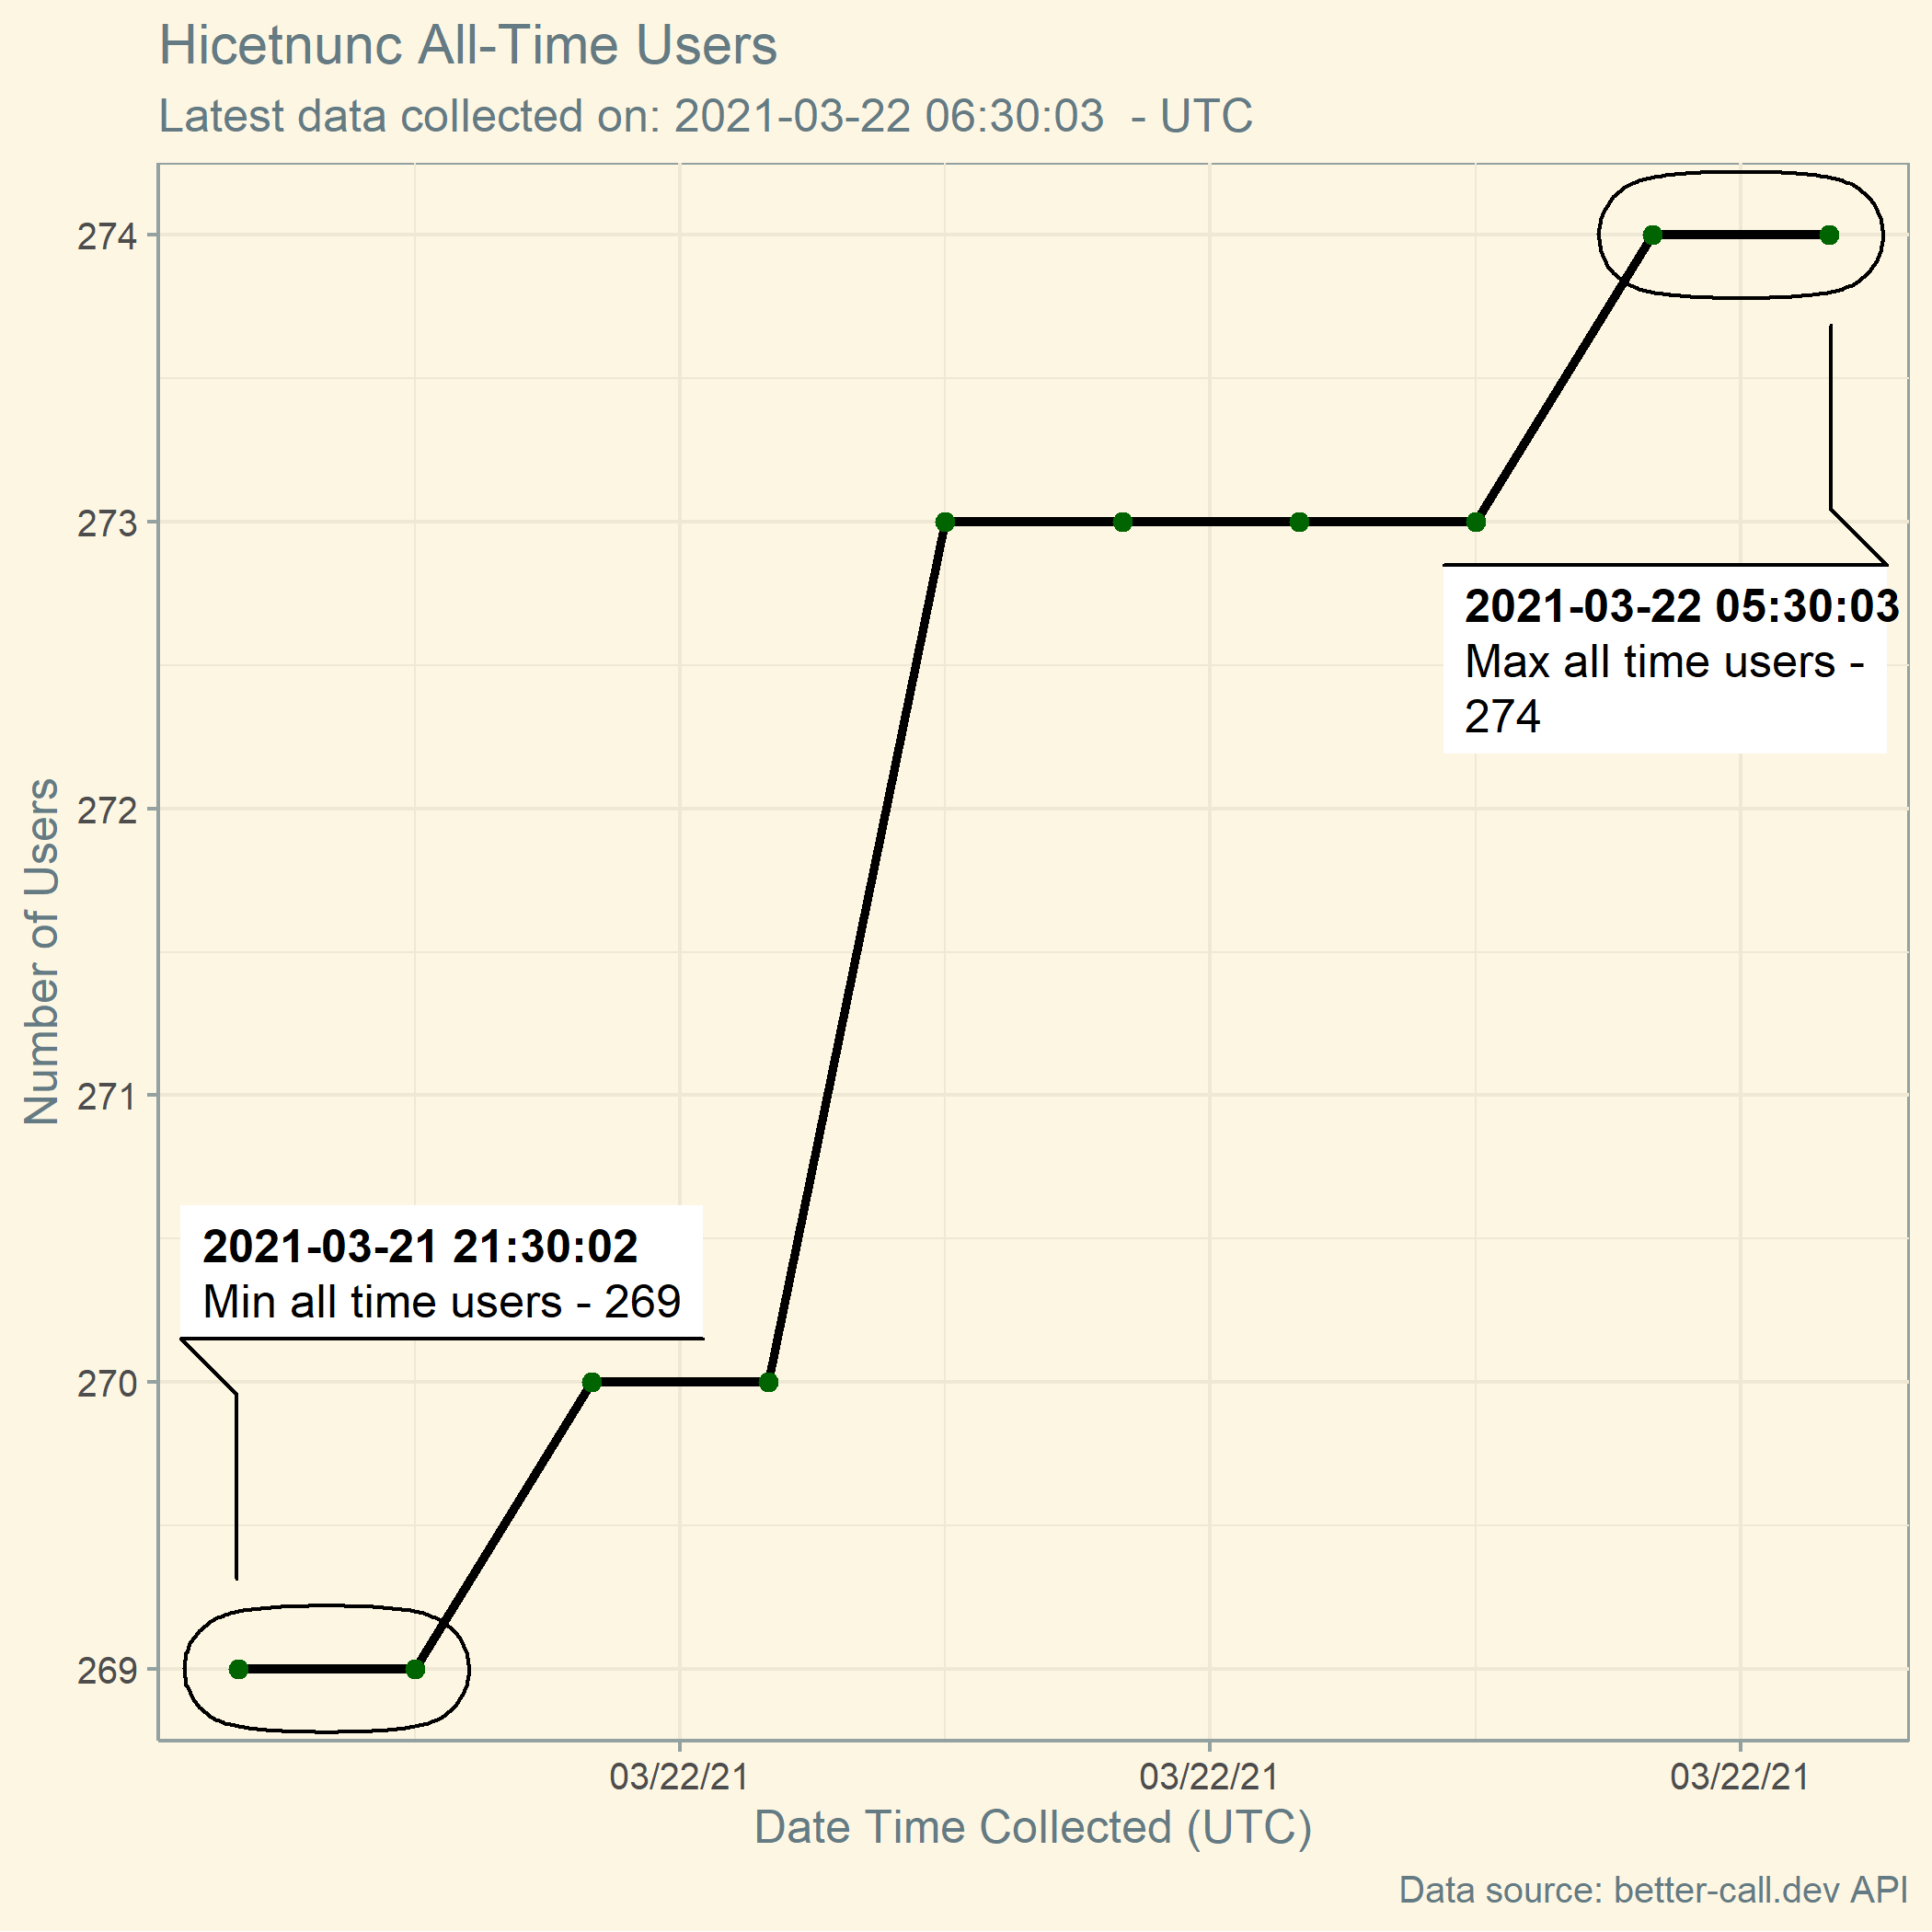 Hicetnunc All-Time Users
Latest data collected on: 2021-03-22 06:30:03  - UTC
274
273
2021-03-22 05:30:03
Max all time users -
274
272
Number of Users
271
2021-03-21 21:30:02
Min all time users - 269
270
269
03/22/21 03/22/21 03/22/21
Date Time Collected (UTC)
Data source: better-call.dev API